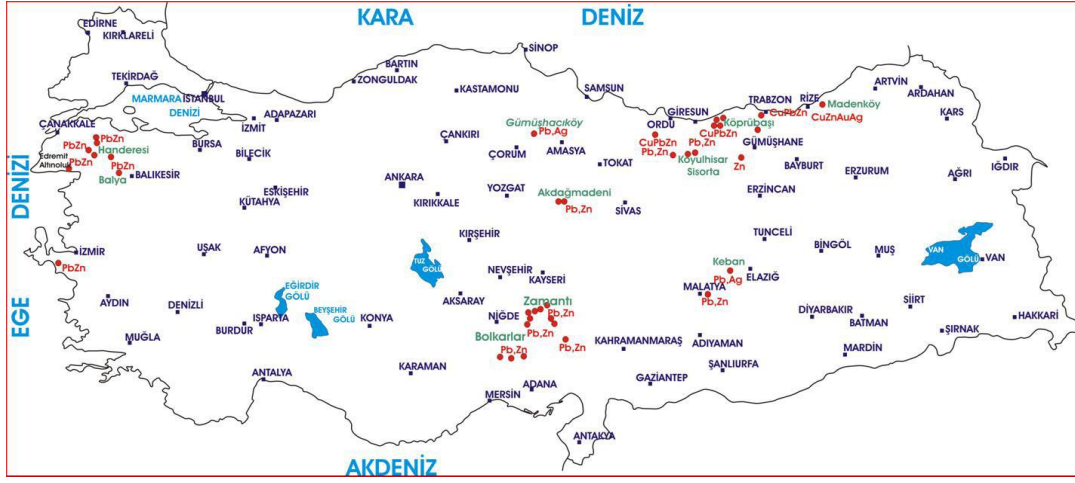 KARA
DENİZ
EDİRNE
KIRKLARELİ
SİNOP
BARTIN
ZONGULDAK
TEKİRDAĞ
KASTAMONU
SAMSUN
ARTVİN
ARDAHAN
MARMARA
İSTANBUL
DENİZİ
ADAPAZARI
İZMİT
RİZE
Madenköy
CuZnAuAg
TRABZON
CuPbZn
KARS
GİRESUN
ORDU
Köprübaşı
CuPbZn
CuPbZn
ÇANAKKALE
PbZn
PbZn
Handeresi
PbZn
PbZn
Edremit
Altınoluk
Balya
BALIKESİR
BURSA
BİLECİK
ÇANKIRI
Gümüşhacıköy
Pb,Ag
ÇORUM
AMASYA
TOKAT
Pb,Zn
Pb,Zn
Koyulhisar
Sisorta
GÜMÜŞHANE
Zn
BAYBURT
ERZURUM
IĞDIR
AĞRI
ESKİŞEHİR
KÜTAHYA
ANKARA
KIRIKKALE
YOZGAT
Akdağmadeni
Pb,Zn
SİVAS
ERZİNCAN
DENİZİ
EGE
İZMİR
PbZn
UŞAK
AFYON
KIRŞEHİR
TUZ
GÖLÜ
NEVŞEHİR
KAYSERİ
TUNCELİ
BİNGÖL
MUŞ
VAN
GÖLÜ
VAN
Keban
Pb,Ag
ELAZIĞ
MALATYA
Pb,Zn
AYDIN
DENİZLİ
EĞİRDİR
GÖLÜ
BEYŞEHİR
GÖLÜ
ISPARTA
BURDUR
KONYA
AKSARAY
NİĞDE
Zamantı
Pb,Zn
Pb,Zn
Bolkarlar
Pb,Zn
Pb,Zn
DİYARBAKIR
BATMAN
SİİRT
ŞIRNAK
HAKKARİ
MUĞLA
KAHRAMANMARAŞ
ADIYAMAN
MARDİN
ŞANLIURFA
ANTALYA
KARAMAN
MERSİN
ADANA
GAZİANTEP
ANTAKYA
AKDENİZ